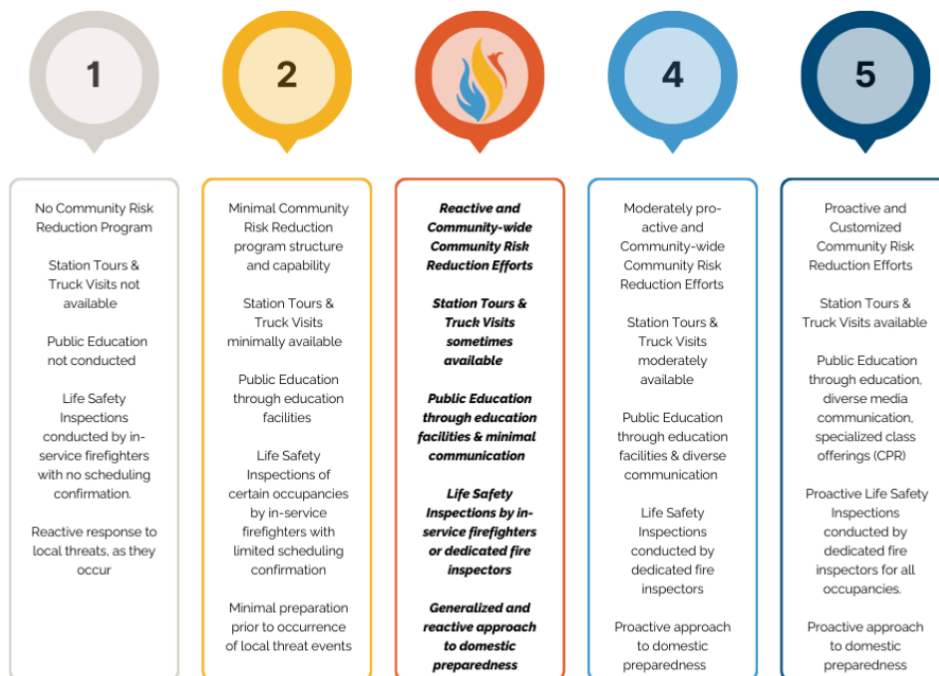 1
2
4
5
No Community Risk
Reduction Program
Station Tours &
Truck Visits not
available
Public Education
not conducted
Life Safety
Inspections
conducted by in-
service firefighters
with no scheduling
confirmation.
Reactive response to
local threats, as they
occur
Minimal Community
Risk Reduction
program structure
and capability
Station Tours &
Truck Visits
minimally available
Public Education
through education
facilities
Life Safety
Inspections of
certain occupancies
by in-service
firefighters with
limited scheduling
confirmation
Minimal preparation
prior to occurrence
of local threat events
Reactive and
Community-wide
Community Risk
Reduction Efforts
Station Tours &
Truck Visits
sometimes
available
Public Education
through education
facilities & minimal
communication
Life Safety
Inspections by in-
service firefighters
or dedicated fire
inspectors
Generalized and
reactive approach
to domestic
preparedness
Moderately pro-
active and
Community-wide
Community Risk
Reduction Efforts
Station Tours &
Truck Visits
moderately
available
Public Education
through education
facilities & diverse
communication
Life Safety
Inspections
conducted by
dedicated fire
inspectors
Proactive approach
to domestic
preparedness
Proactive and
Customized
Community Risk
Reduction Efforts
Station Tours &
Truck Visits available
Public Education
through education,
diverse media
communication,
specialized class
offerings (CPR)
Proactive Life Safety
Inspections
conducted by
dedicated fire
inspectors for all
occupancies.
Proactive approach
to domestic
preparedness